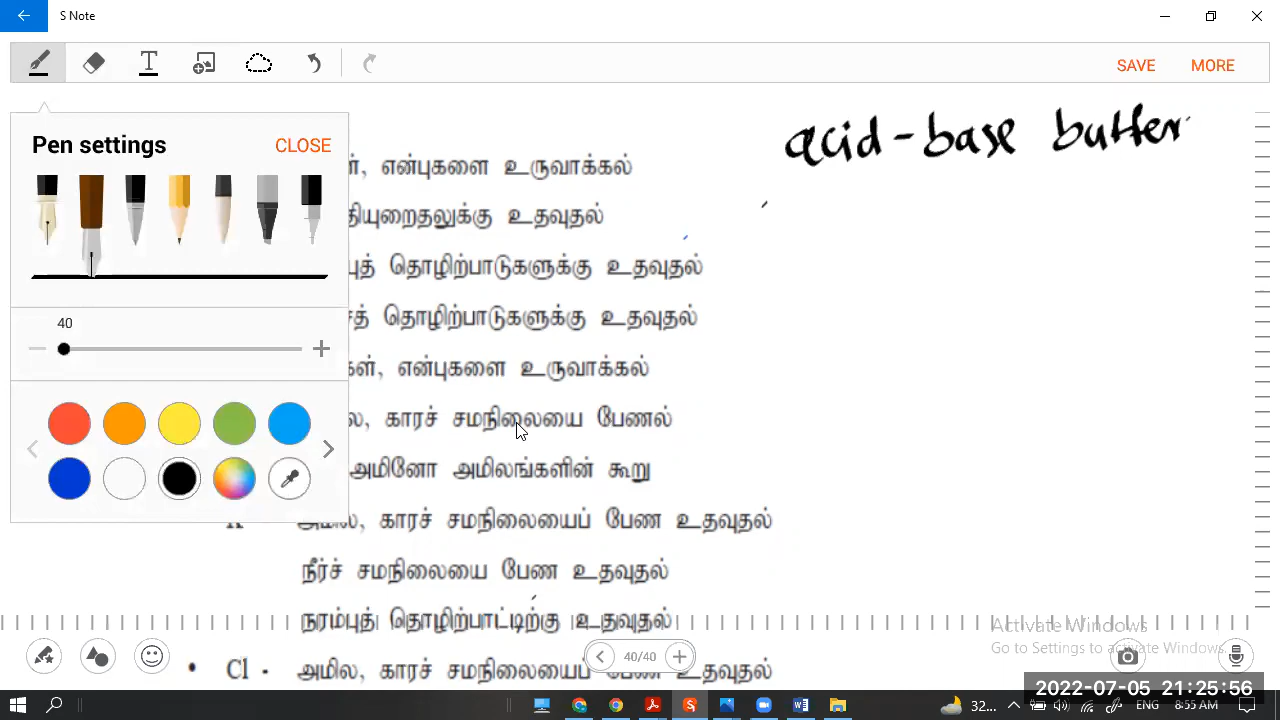 S Note
SAVE MORE
acid-base buffer
Pen settings CLOSE
என்புகளை உருவாக்கல்
உதவுதல்
தொழிற்பாடுகளுக்கு உதவுதல்
தொழிற்பாடுகளுக்கு உதவுதல்
40
என்புகளை உருவாக்கல்
காரச் சமநிலையை பேணல்
அமினோ அமிலங்களின் கூறு
அமில, காரச் சமநிலையைப் பேண உதவுதல்
நீர்ச் சமநிலையை பேண உதவுதல்
நரம்புத் தொழிற்பாட்டிற்கு உதவுதல்
Activate Windows
Go to Settings to activate Windows.
40/40
• Cl - அமில, காரச் சமநிலையைப் பேண உதவுதல்
2022-07-05 21:25:56
32... ENG 8:55 AM